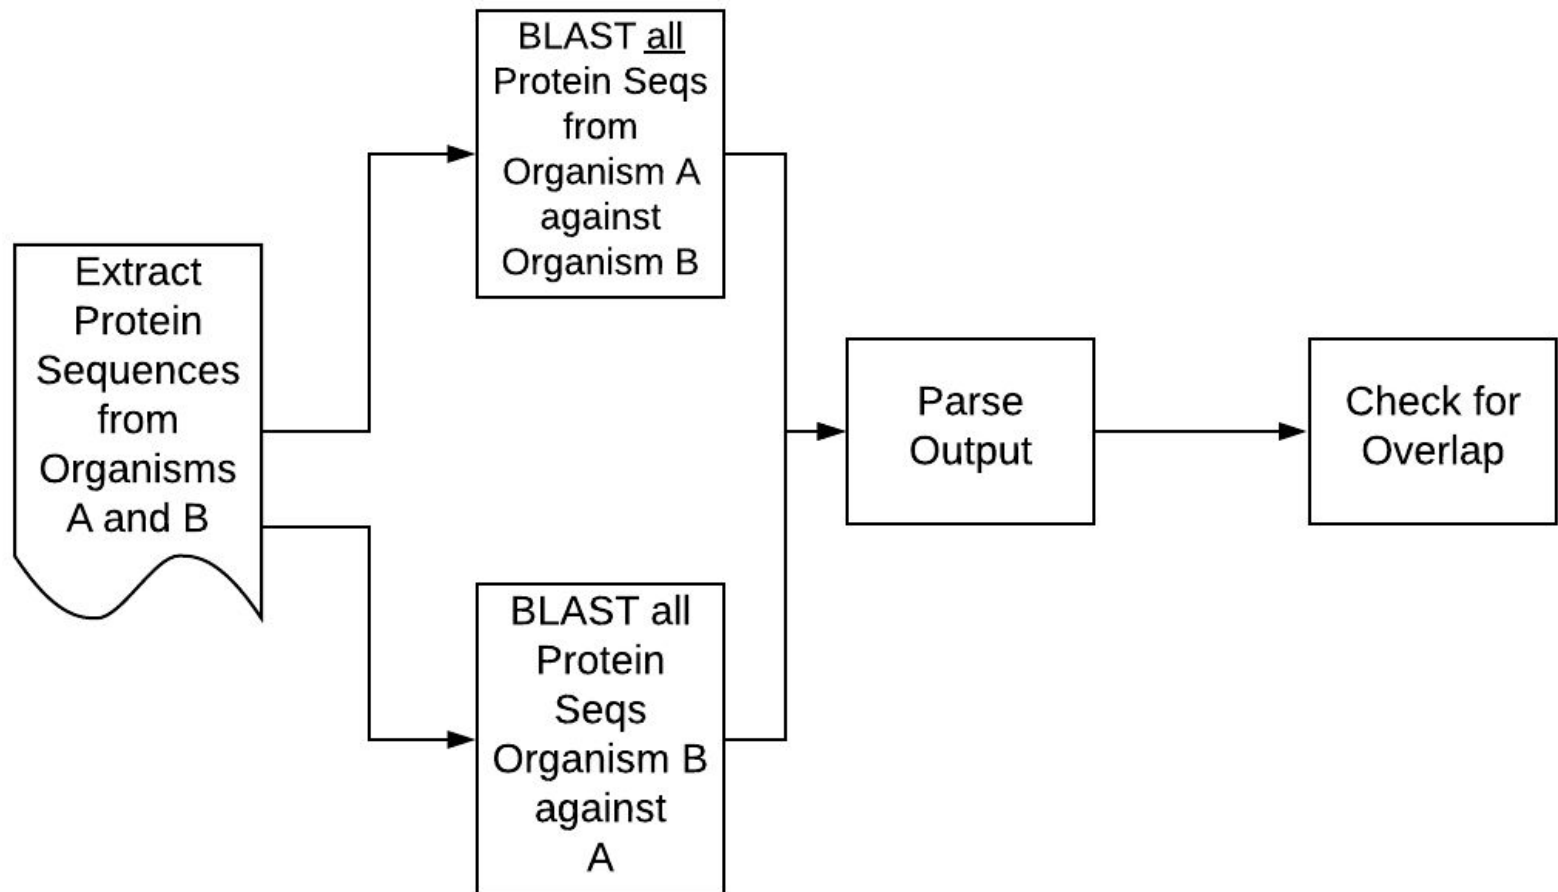 Extract
Protein
Sequences
from
Organisms
A and B
BLAST all
Protein Seqs
from
Organism A
against
Organism B
BLAST all
Protein
Seqs
Organism B
against
A
Parse
Output
Check for
Overlap